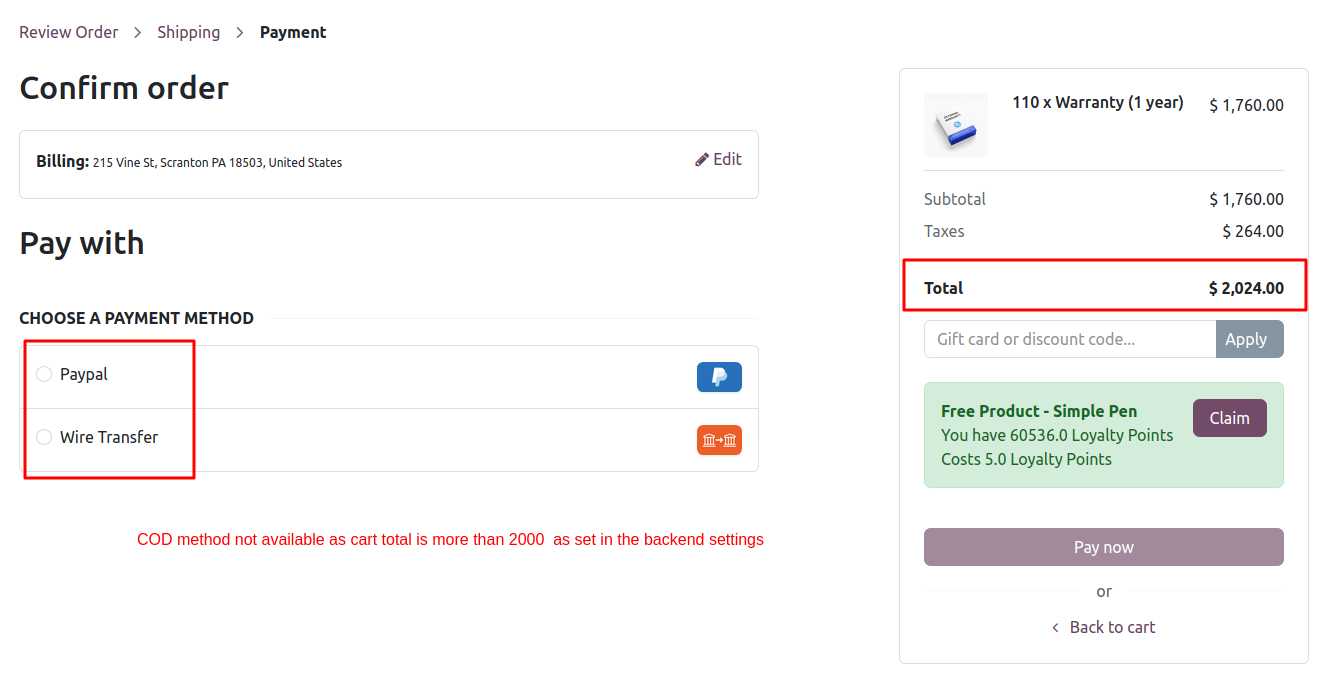 Review Order > Shipping > Payment
Confirm order
Billing: 215 Vine St, Scranton PA 18503, United States
Edit
Pay with
CHOOSE A PAYMENT METHOD
Paypal
Wire Transfer
COD method not available as cart total is more than 2000  as set in the backend settings
110 x Warranty (1 year) $ 1,760.00
Subtotal $ 1,760.00
Taxes $ 264.00
Total $ 2,024.00
Gift card or discount code... Apply
Free Product - Simple Pen
You have 60536.0 Loyalty Points
Costs 5.0 Loyalty Points
Claim
Pay now
or
< Back to cart